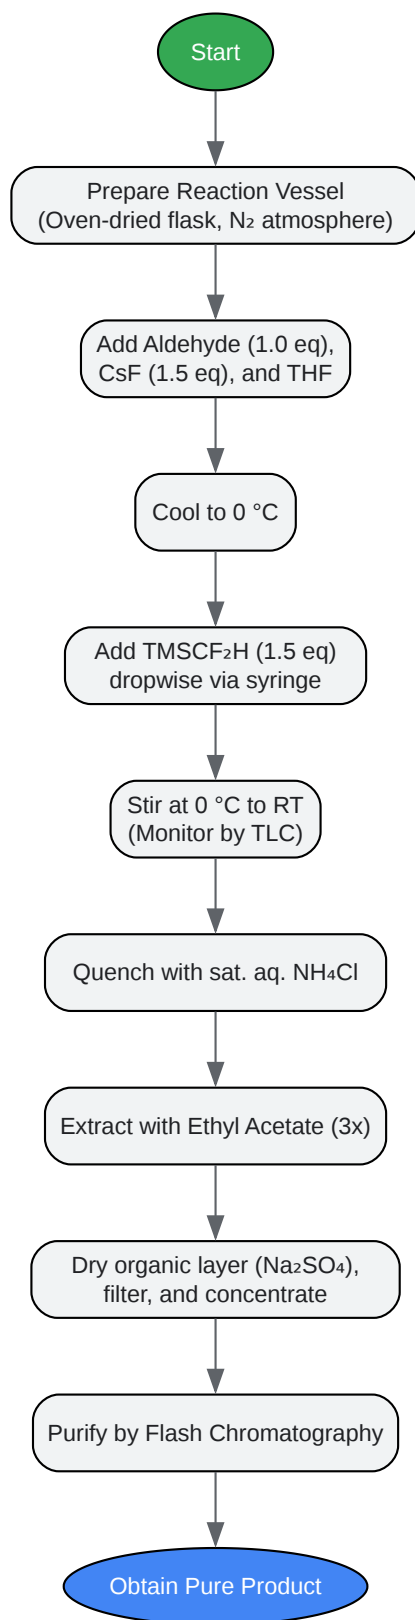 Start
Prepare Reaction Vessel
(Oven-dried flask, N₂ atmosphere)
Add Aldehyde (1.0 eq),
CsF (1.5 eq), and THF
Cool to 0 °C
Add TMSCF₂H (1.5 eq)
dropwise via syringe
Stir at 0 °C to RT
(Monitor by TLC)
Quench with sat. aq. NH₄Cl
Extract with Ethyl Acetate (3x)
Dry organic layer (Na₂SO₄),
filter, and concentrate
Purify by Flash Chromatography
Obtain Pure Product